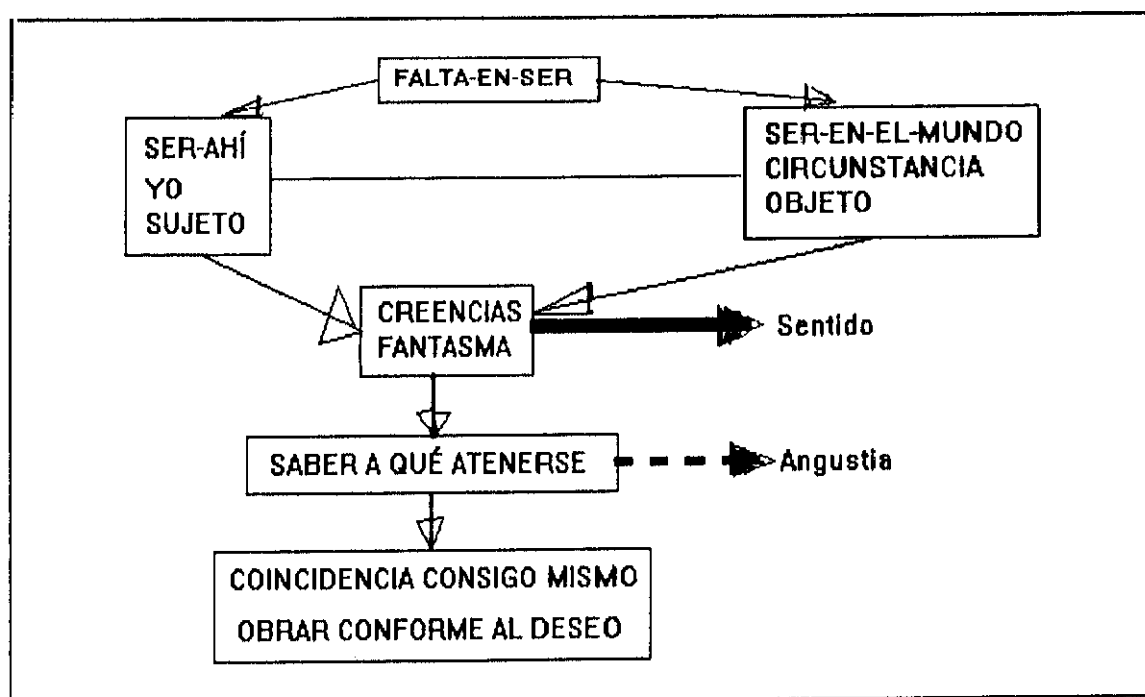 FALTA-EN-SER
SER-AHÍ
YO
SUJETO
SER-EN-EL-MUNDO
CIRCUNSTANCIA
OBJETO
CREENCIAS
FANTASMA
Sentido
SABER A QUÉ ATENERSE
Angustia
COINCIDENCIA CONSIGO MISMO
OBRAR CONFORME AL DESEO